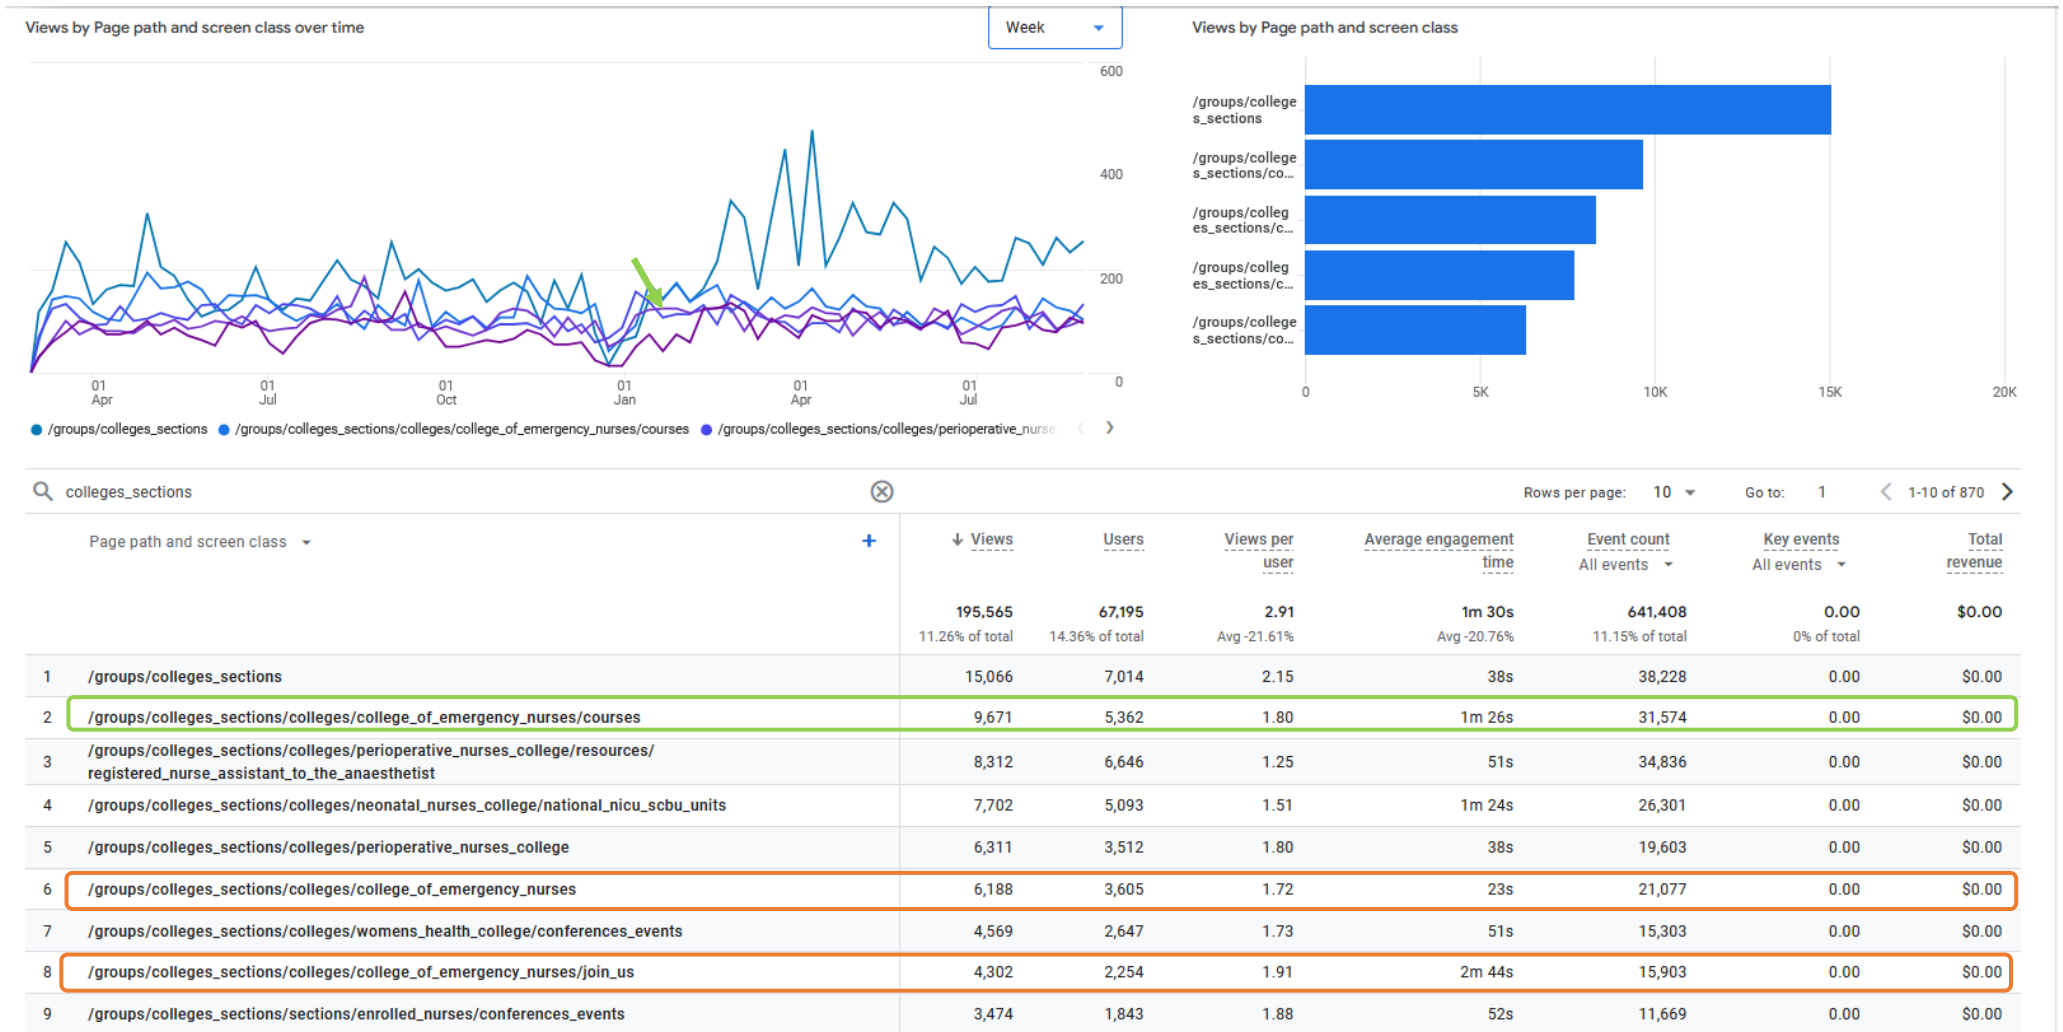 Views by Page path and screen class over time
Week
600
400
200
0
01 Apr
01 Jul
01 Oct
01 Jan
01 Apr
01 Jul
/groups/colleges_sections
/groups/colleges_sections/colleges/college_of_emergency_nurses/courses
/groups/colleges_sections/colleges/perioperative_nurse
Views by Page path and screen class
/groups/college
s_sections
/groups/college
s_sections/co...
/groups/colleg
es_sections/c...
/groups/colleg
es_sections/c...
/groups/college
s_sections/co...
0 5K 10K 15K 20K
colleges_sections
Rows per page: 10 Go to: 1 1-10 of 870
Page path and screen class + Views Users Views per user Average engagement time Event count All events Key events All events Total revenue
195,565 67,195 2.91 1m 30s 641,408 0.00 $0.00
11.26% of total 14.36% of total Avg -21.61% Avg -20.76% 11.15% of total 0% of total
1 /groups/colleges_sections 15,066 7,014 2.15 38s 38,228 0.00 $0.00
2 /groups/colleges_sections/colleges/college_of_emergency_nurses/courses 9,671 5,362 1.80 1m 26s 31,574 0.00 $0.00
3 /groups/colleges_sections/colleges/perioperative_nurses_college/resources/
registered_nurse_assistant_to_the_anaesthetist 8,312 6,646 1.25 51s 34,836 0.00 $0.00
4 /groups/colleges_sections/colleges/neonatal_nurses_college/national_nicu_scbu_units 7,702 5,093 1.51 1m 24s 26,301 0.00 $0.00
5 /groups/colleges_sections/colleges/perioperative_nurses_college 6,311 3,512 1.80 38s 19,603 0.00 $0.00
6 /groups/colleges_sections/colleges/college_of_emergency_nurses 6,188 3,605 1.72 23s 21,077 0.00 $0.00
7 /groups/colleges_sections/colleges/womens_health_college/conferences_events 4,569 2,647 1.73 51s 15,303 0.00 $0.00
8 /groups/colleges_sections/colleges/college_of_emergency_nurses/join_us 4,302 2,254 1.91 2m 44s 15,903 0.00 $0.00
9 /groups/colleges_sections/sections/enrolled_nurses/conferences_events 3,474 1,843 1.88 52s 11,669 0.00 $0.00